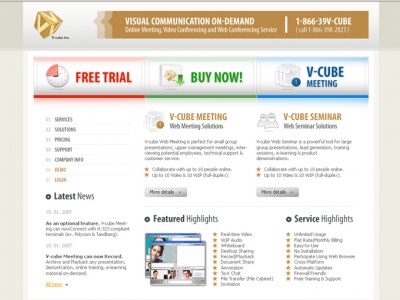 V-cube Inc.
VISUAL COMMUNICATION ON-DEMAND
Online Meeting, Video Conferencing and Web Conferencing Service
1-866-39V-CUBE
( call 1-866-398-2823 )
FREE TRIAL
BUY NOW!
V-CUBE
MEETING
01 SERVICES
02 SOLUTIONS
03 PRICING
04 SUPPORT
05 COMPANY INFO
06 DEMO
07 LOGIN
V-CUBE MEETING
Web Meeting Solutions
V-cube Web Meeting is perfect for small group
presentations, upper management meetings, inter-
viewing potential employees, technical support &
customer service.
Collaborate with up to 10 people online.
Up to 10 Video & 10 VoIP (full-duplex).
More details
V-CUBE SEMINAR
Web Seminar Solutions
V-cube Web Seminar is a powerful tool for large
group presentations, lead generation, training
sessions, e-learning & product
demonstrations.
Collaborate with up to 70 people online.
Up to 10 Video & 10 VoIP (full-duplex).
More details
Latest News
15. 01. 2007
As an optional feature, V-cube Meet-
ing can nowConnect with H.323 compliant
terminals (ex. Polycom & Tandberg).
10. 01. 2007
V-cube Meeting can now Record,
Archive and Playback any presentation,
demonstration, online training, e-learning
material on-demand.
All news
Featured Highlights
Real-time Video
VoIP Audio
Whiteboard
Desktop Sharing
Record/Playback
Document Share
Annotation
Text Chat
File Transfer (File Cabinet)
Invitation
Service Highlights
Unlimited Usage
Flat Rate/Monthly Billing
Easy-to-Use
No Installation
Participate Using Web Browser
Cross-Platform
Automatic Updates
Firewall/Friendly
Free Training & Support